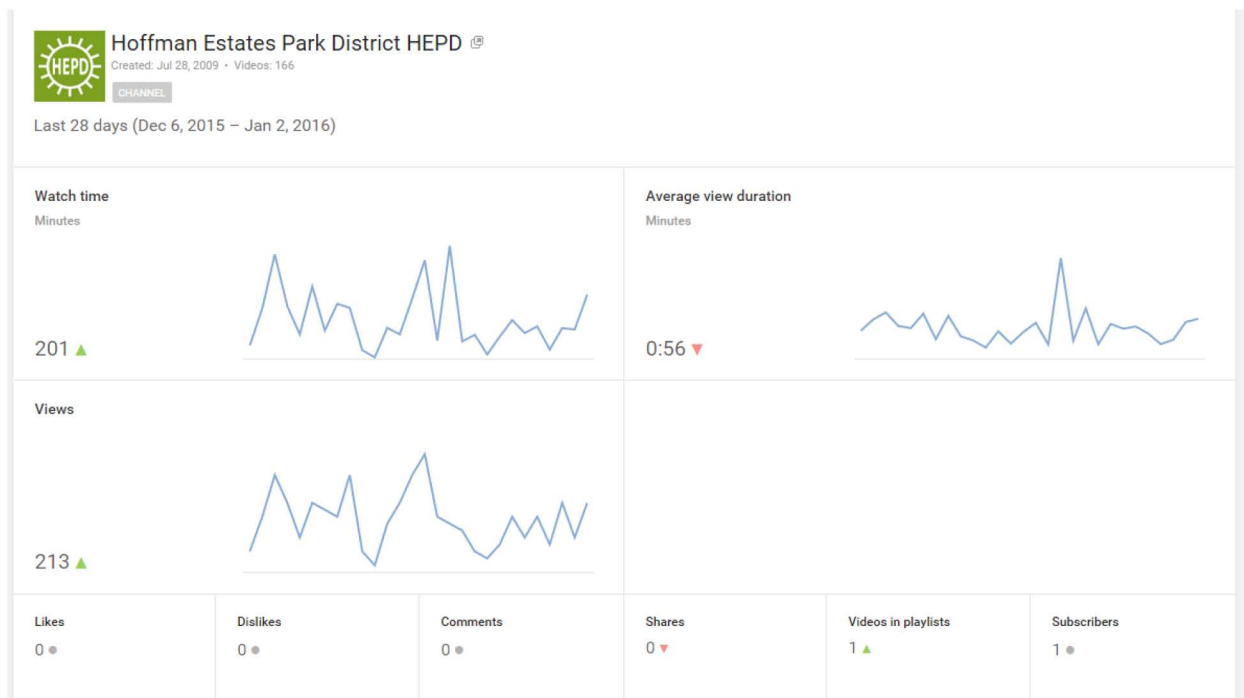 HEPD
Hoffman Estates Park District HEPD
Created: Jul 28, 2009 • Videos: 166
CHANNEL
Last 28 days (Dec 6, 2015 – Jan 2, 2016)
Watch time
Minutes
201
Average view duration
Minutes
0:56
Views
213
Likes
0
Dislikes
0
Comments
0
Shares
0
Videos in playlists
1
Subscribers
1